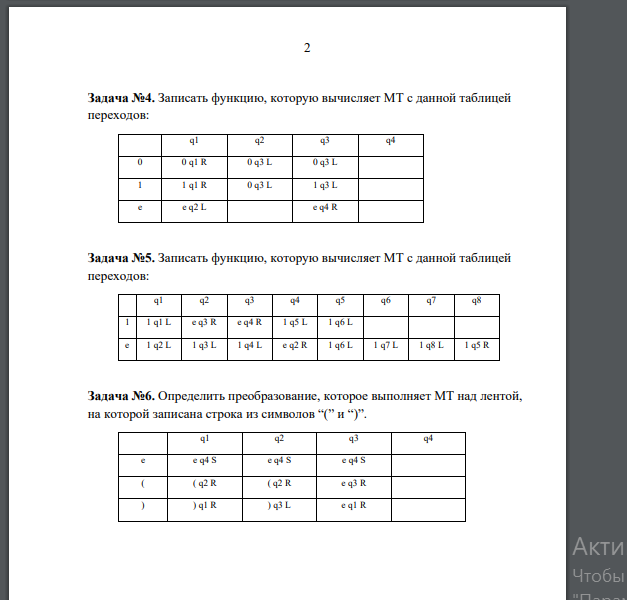 2
Задача №4. Записать функцию, которую вычисляет МТ с данной таблицей
переходов:
q1 q2 q3 q4
0 0 q1 R 0 q3 L 0 q3 L
1 1 q1 R 0 q3 L 1 q3 L
e e q2 L e q4 R
Задача №5. Записать функцию, которую вычисляет МТ с данной таблицей
переходов:
q1 q2 q3 q4 q5 q6 q7 q8
1 1 q1 L e q3 R e q4 R 1 q5 L 1 q6 L
e 1 q2 L 1 q3 L 1 q4 L e q2 R 1 q6 L 1 q7 L 1 q8 L 1 q5 R
Задача №6. Определить преобразование, которое выполняет МТ над лентой,
на которой записана строка из символов “(” и “)”.
q1 q2 q3 q4
e e q4 S e q4 S e q4 S
( ( q2 R ( q2 R e q3 R
) ) q1 R ) q3 L e q1 R
Акти
Чтобы